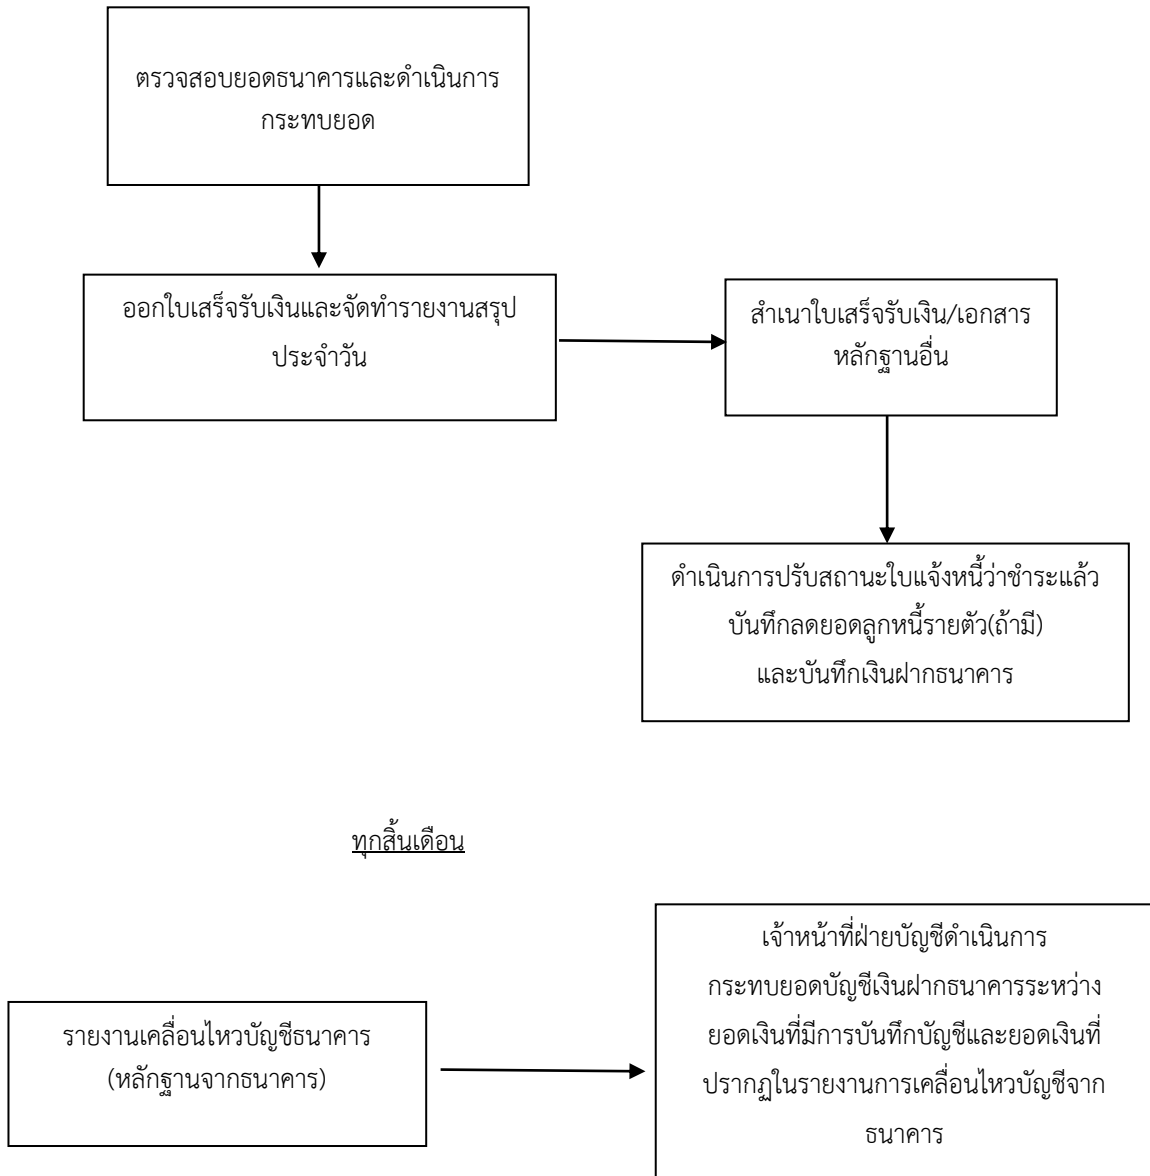 ตรวจสอบยอดธนาคารและดำเนินการ
กระทบยอด
ออกใบเสร็จรับเงินและจัดทำรายงานสรุป
ประจำวัน
สำเนาใบเสร็จรับเงิน/เอกสาร
หลักฐานอื่น
ดำเนินการปรับสถานะใบแจ้งหนี้ว่าชำระแล้ว
บันทึกลดยอดลูกหนี้รายตัว(ถ้ามี)
และบันทึกเงินฝากธนาคาร
ทุกสิ้นเดือน
รายงานเคลื่อนไหวบัญชีธนาคาร
(หลักฐานจากธนาคาร)
เจ้าหน้าที่ฝ่ายบัญชีดำเนินการ
กระทบยอดบัญชีเงินฝากธนาคารระหว่าง
ยอดเงินที่มีการบันทึกบัญชีและยอดเงินที่
ปรากฏในรายงานการเคลื่อนไหวบัญชีจาก
ธนาคาร